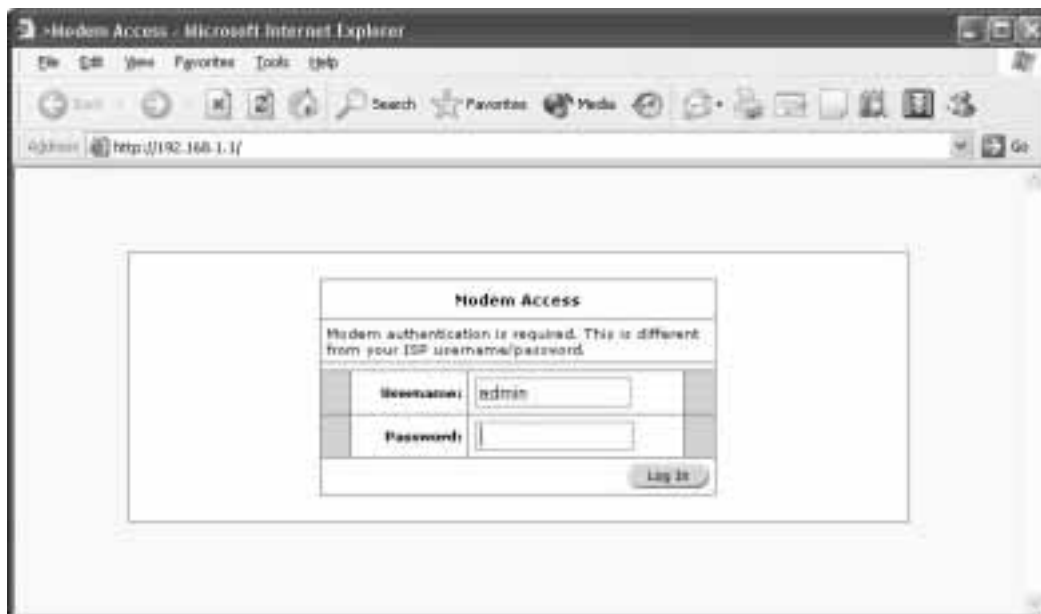 >Modem Access - Microsoft Internet Explorer
File Edit View Favorites Tools Help
Back Search Favorites Media
Address http://192.168.1.1/ Go
Modem Access
Modem authentication is required. This is different
from your ISP username/password.
Username: admin
Password:
Log In